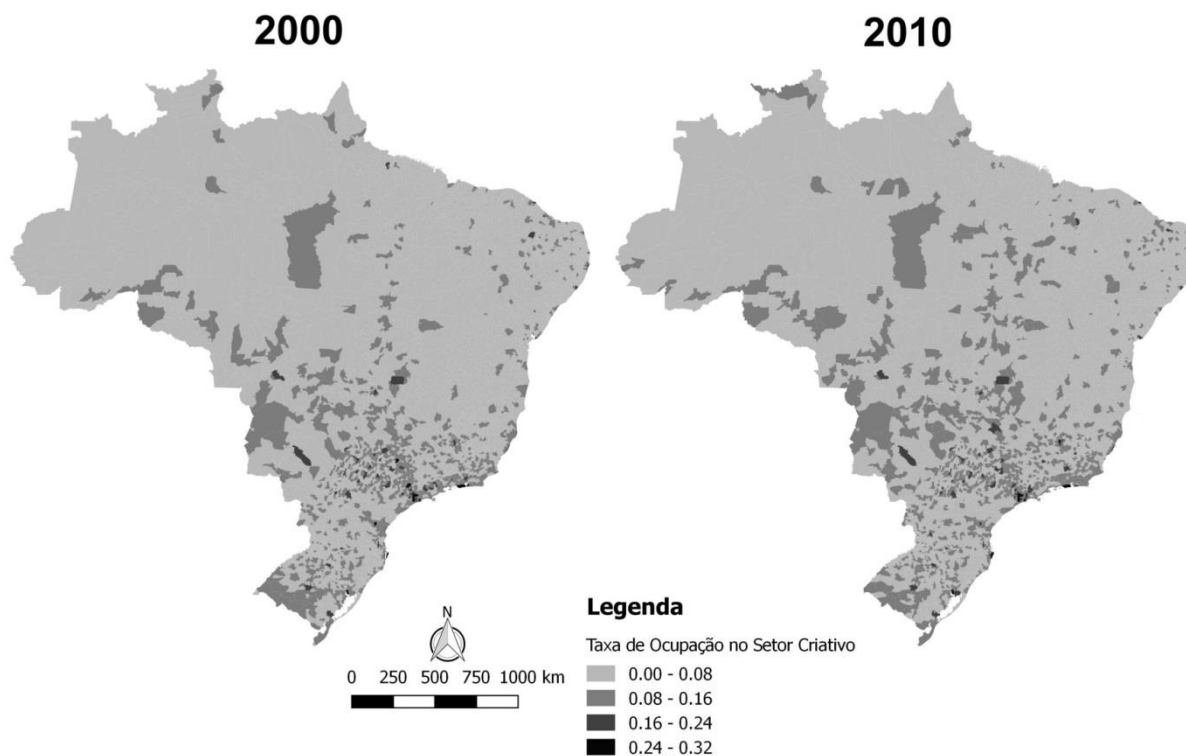 2000
2010
N
0 250 500 750 1000 km
Legenda
Taxa de Ocupação no Setor Criativo
0.00 - 0.08
0.08 - 0.16
0.16 - 0.24
0.24 - 0.32